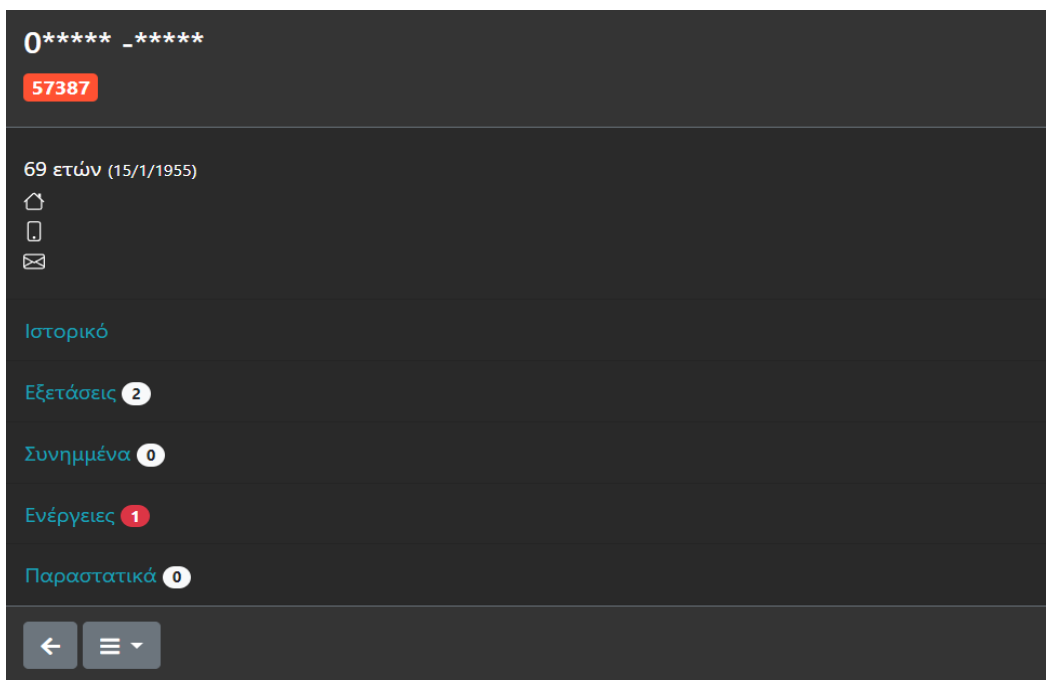 0***** -*****
57387
69 ετών (15/1/1955)
Ιστορικό
Εξετάσεις 2
Συνημμένα 0
Ενέργειες 1
Παραστατικά 0